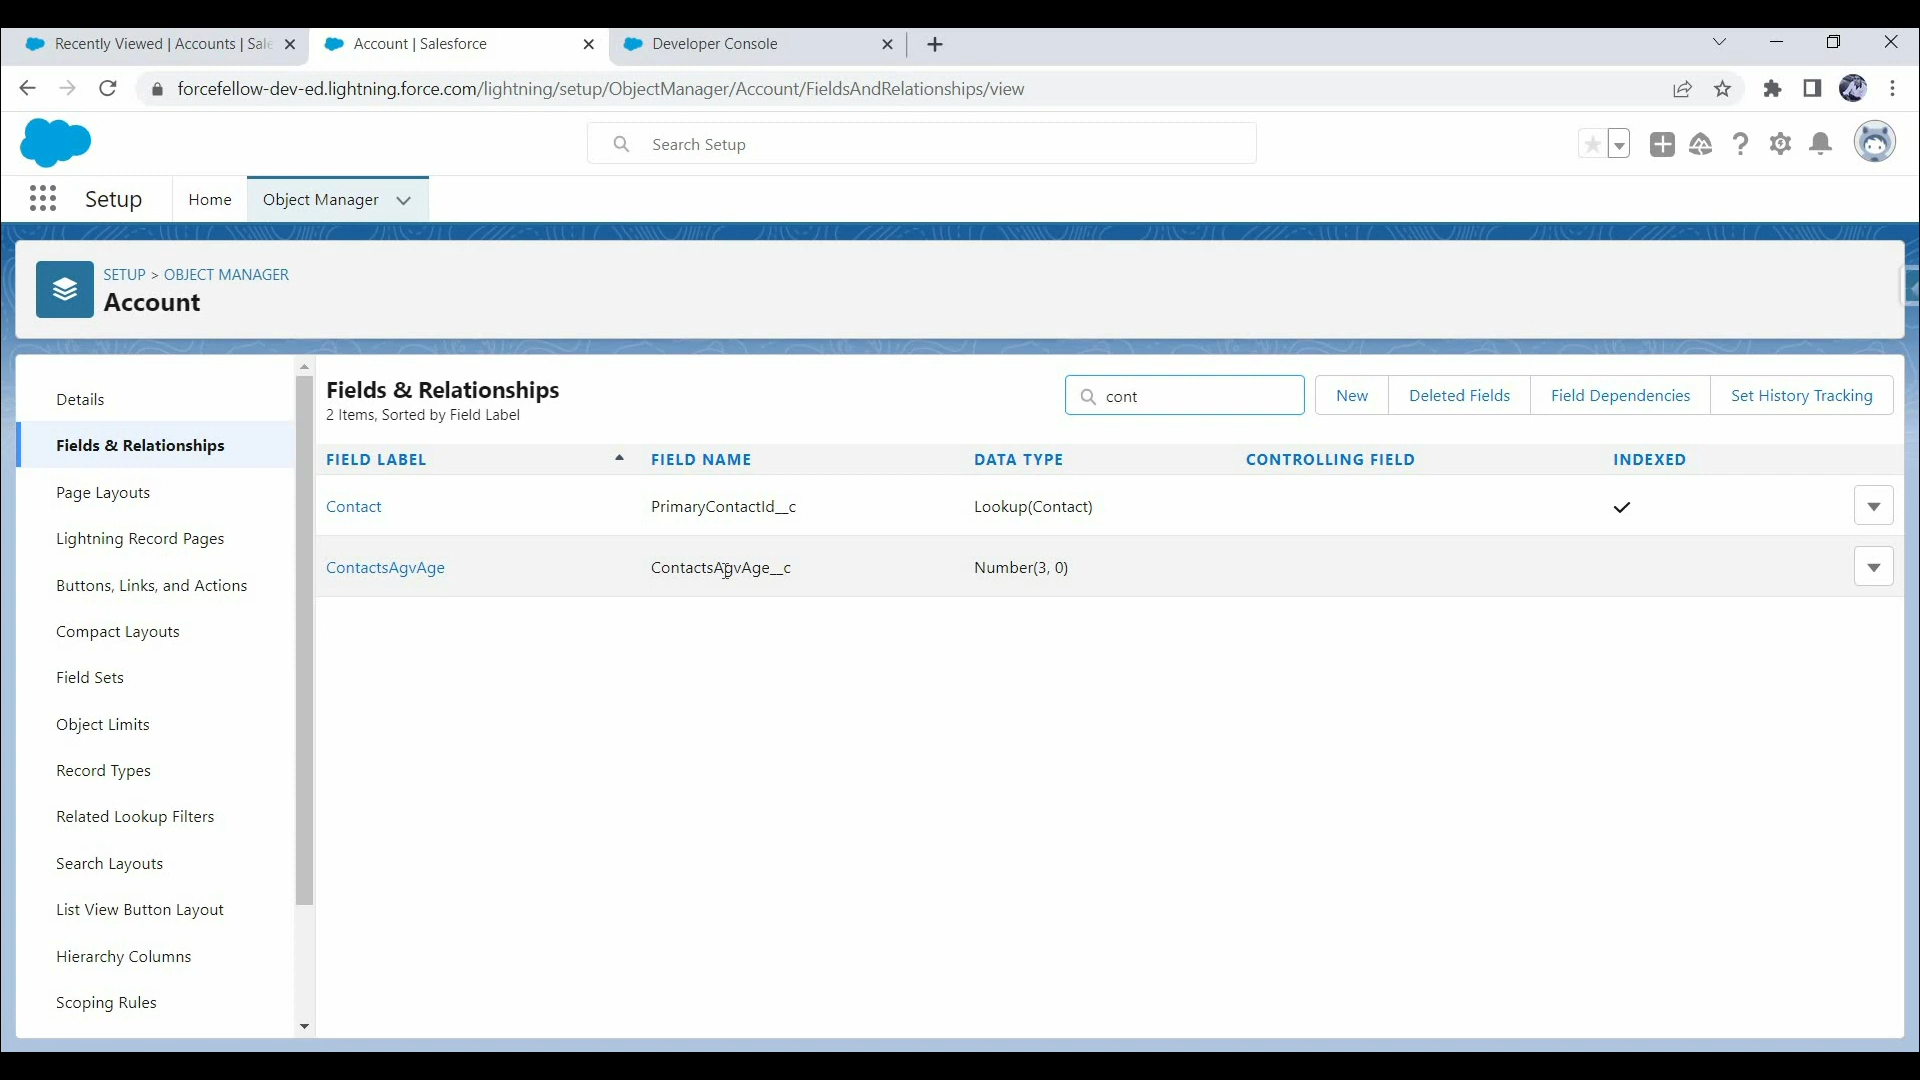 Recently Viewed | Accounts | Sale
Account | Salesforce
Developer Console
forcefellow-dev-ed.lightning.force.com/lightning/setup/ObjectManager/Account/FieldsAndRelationships/view
Search Setup
Setup
Home
Object Manager
SETUP > OBJECT MANAGER
Account
Details
Fields & Relationships
Page Layouts
Lightning Record Pages
Buttons, Links, and Actions
Compact Layouts
Field Sets
Object Limits
Record Types
Related Lookup Filters
Search Layouts
List View Button Layout
Hierarchy Columns
Scoping Rules
Fields & Relationships
2 Items, Sorted by Field Label
cont
New
Deleted Fields
Field Dependencies
Set History Tracking
FIELD LABEL FIELD NAME DATA TYPE CONTROLLING FIELD INDEXED
Contact PrimaryContactId__c Lookup(Contact)
ContactsAgvAge ContactsAgvAge__c Number(3, 0)